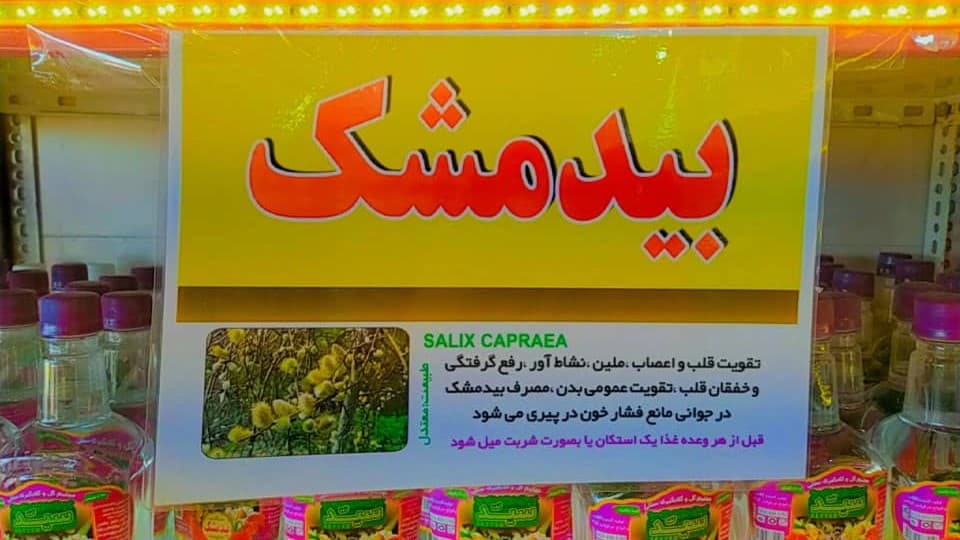 بیدمشک
SALIX CAPRAEA
تقویت قلب و اعصاب ،ملین ،نشاط آور ،رفع گرفتگی
و خفقان قلب ،تقویت عمومی بدن ،مصرف بیدمشک
در جوانی مانع فشار خون در پیری می شود
قبل از هر وعده غذا یک استکان یا بصورت شربت میل شود
طبیعت: معتدل